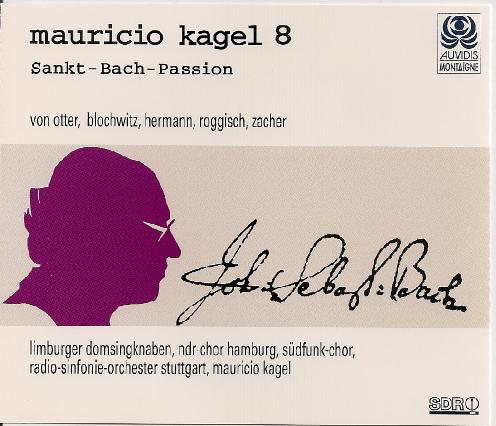 mauricio kagel 8
Sankt-Bach-Passion
AUVIDIS
MONTAIGNE
von otter, blochwitz, hermann, roggisch, zacher
Joh: Sebast: Bach
limburger domsingknaben, ndr-chor hamburg, südfunk-chor,
radio-sinfonie-orchester stuttgart, mauricio kagel
SDR